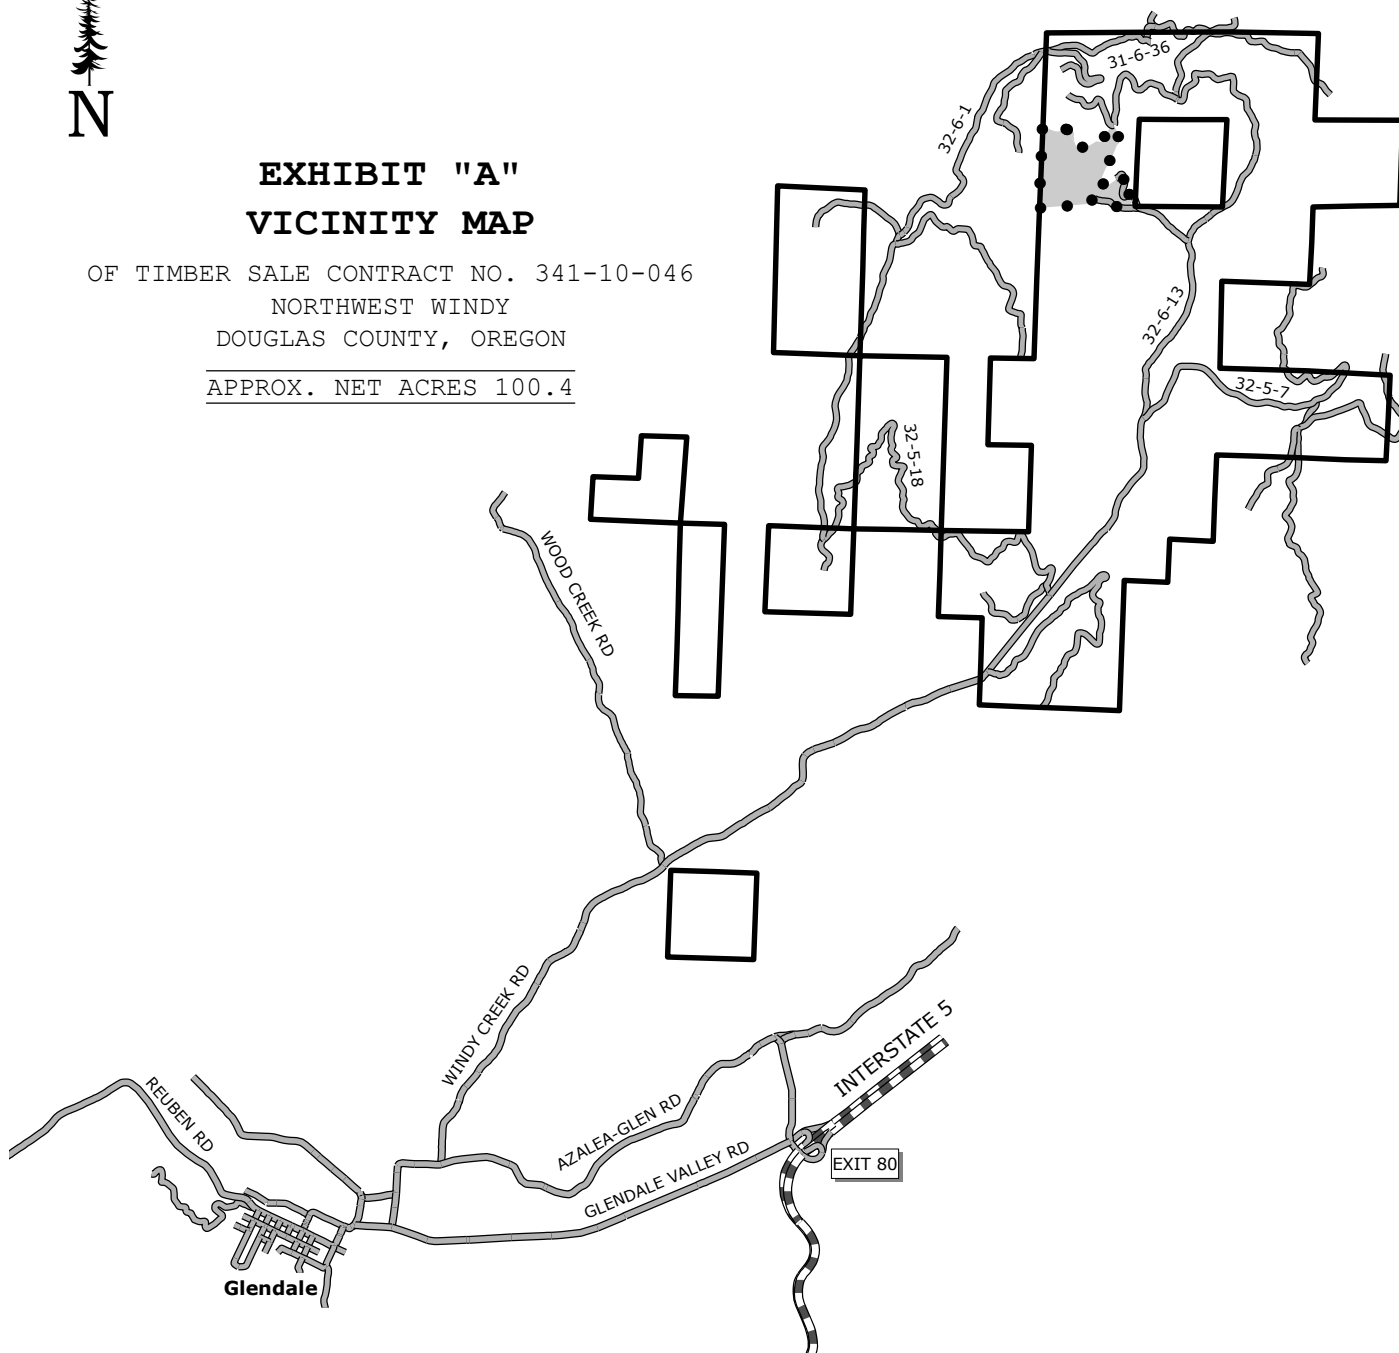 N
EXHIBIT "A"
VICINITY MAP
OF TIMBER SALE CONTRACT NO. 341-10-046
NORTHWEST WINDY
DOUGLAS COUNTY, OREGON
APPROX. NET ACRES 100.4
31-6-36
32-6-1
32-6-13
32-5-7
32-5-18
WOOD CREEK RD
WINDY CREEK RD
INTERSTATE 5
REUBEN RD
AZALEA-GLEN RD
GLENDALE VALLEY RD
EXIT 80
Glendale